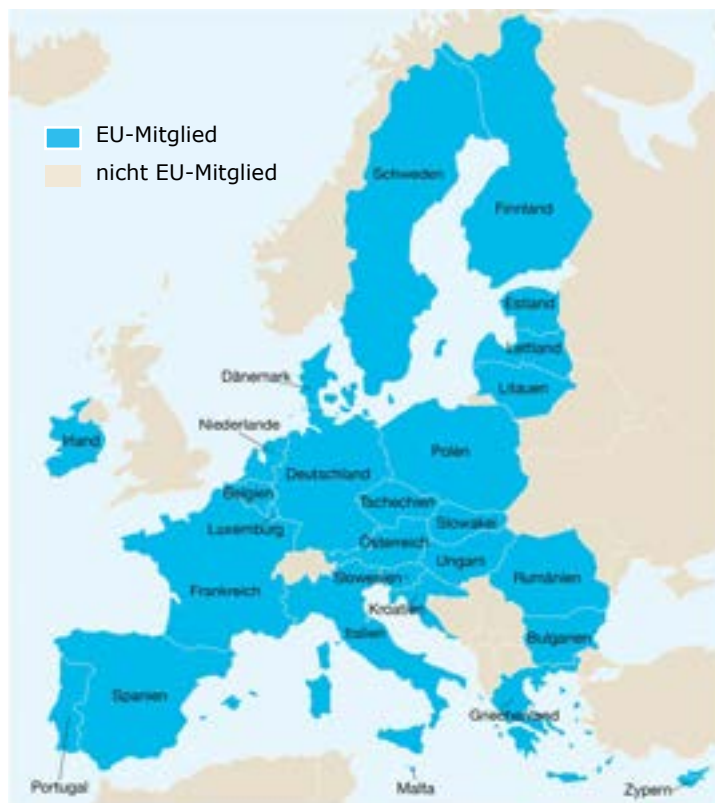 EU-Mitglied
nicht EU-Mitglied
Schweden
Finnland
Estland
Lettland
Litauen
Dänemark
Irland
Niederlande
Polen
Deutschland
Belgien
Tschechien
Luxemburg
Slowakei
Österreich
Ungarn
Frankreich
Slowenien
Rumänien
Kroatien
Italien
Bulgarien
Spanien
Griechenland
Portugal
Malta
Zypern